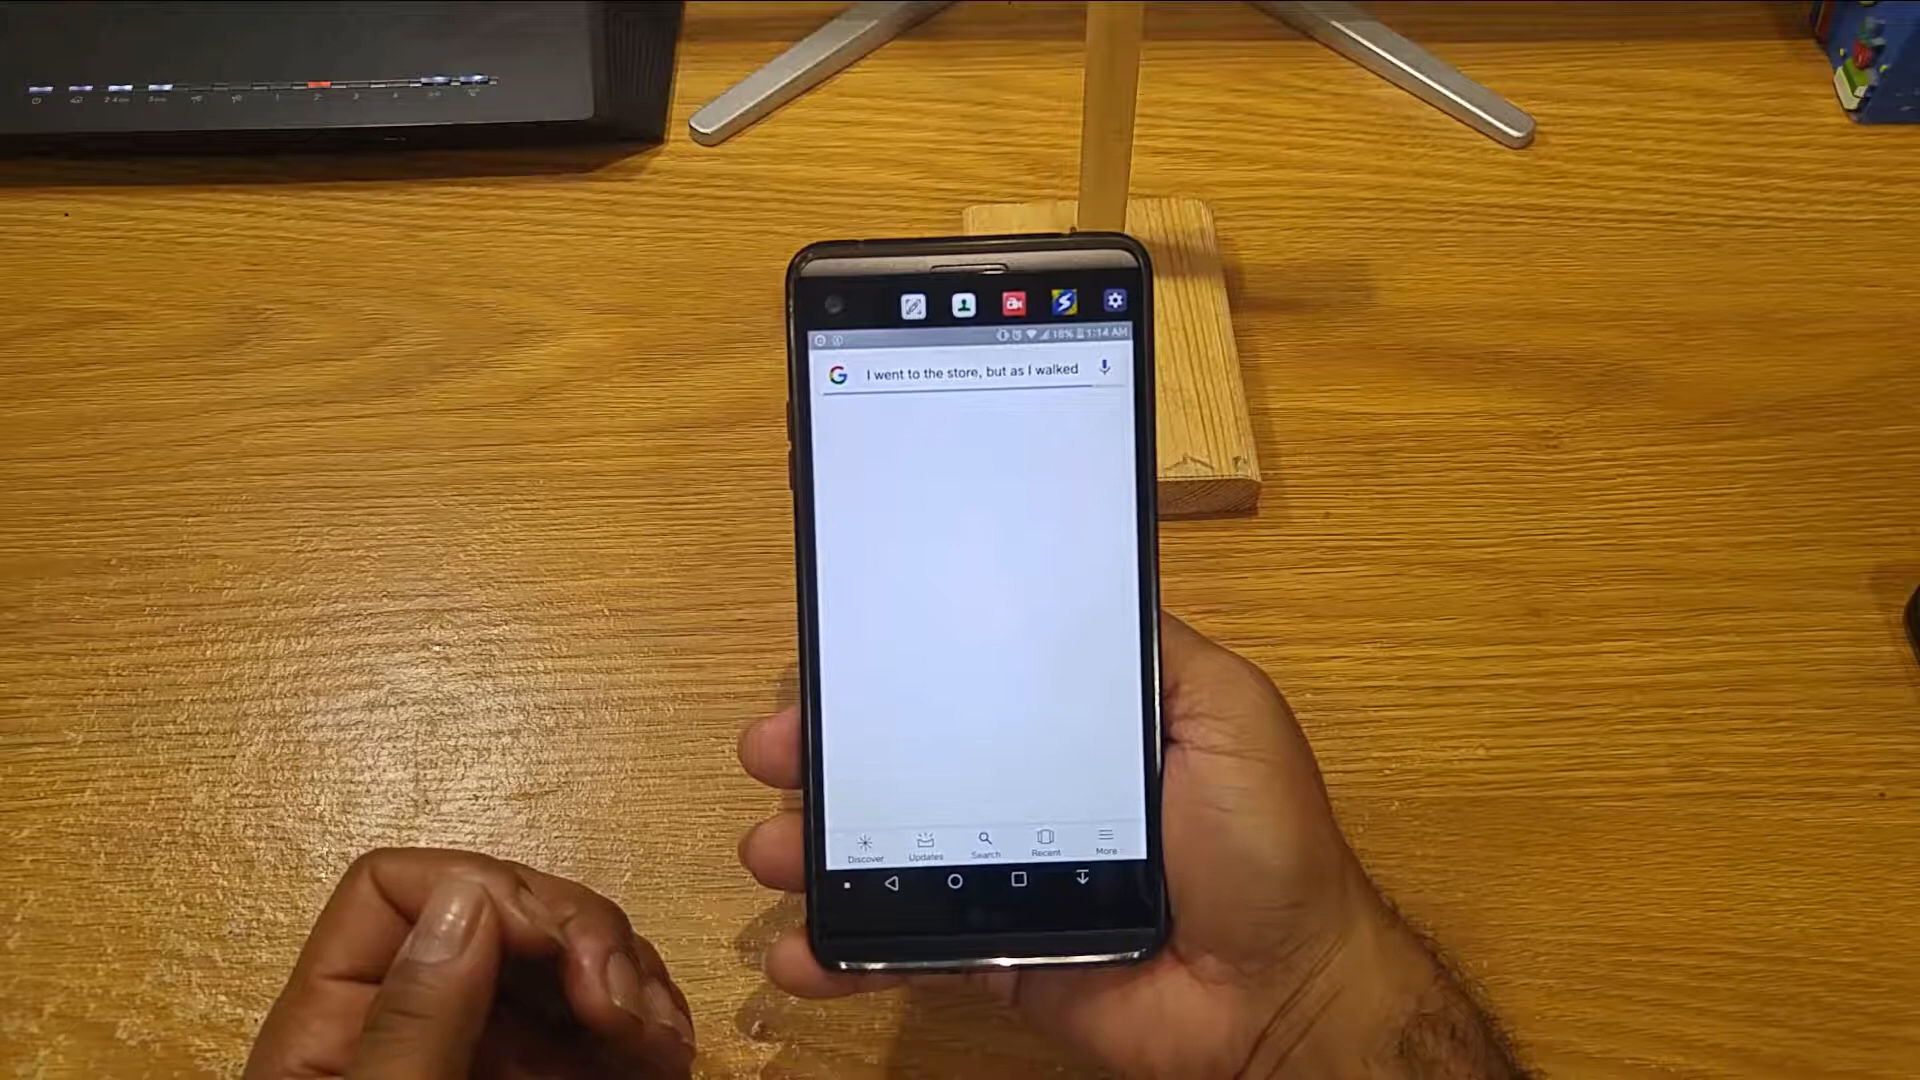 18% 1:14 AM
G I went to the store, but as I walked
Discover Updates Search Recent More